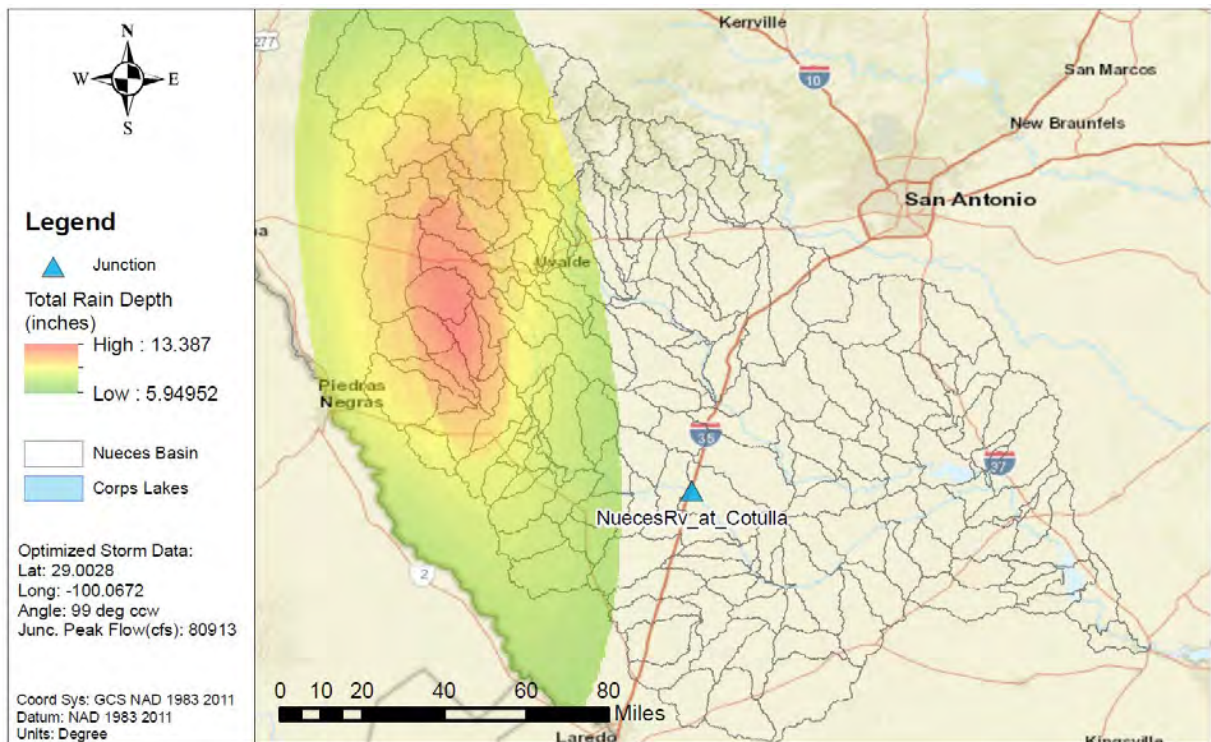 N
W E
S
Legend
Junction
Total Rain Depth
(inches)
High : 13.387
Low : 5.94952
Nueces Basin
Corps Lakes
Optimized Storm Data:
Lat: 29.0028
Long: -100.0672
Angle: 99 deg ccw
Junc. Peak Flow(cfs): 80913
Coord Sys: GCS NAD 1983 2011
Datum: NAD 1983 2011
Units: Degree
277
Kerrville
10
San Marcos
New Braunfels
San Antonio
na
Uvalde
Piedras
Negras
35
37
NuecesRv_at_Cotulla
2
0 10 20 40 60 80
Miles
Laredo
Kingsville